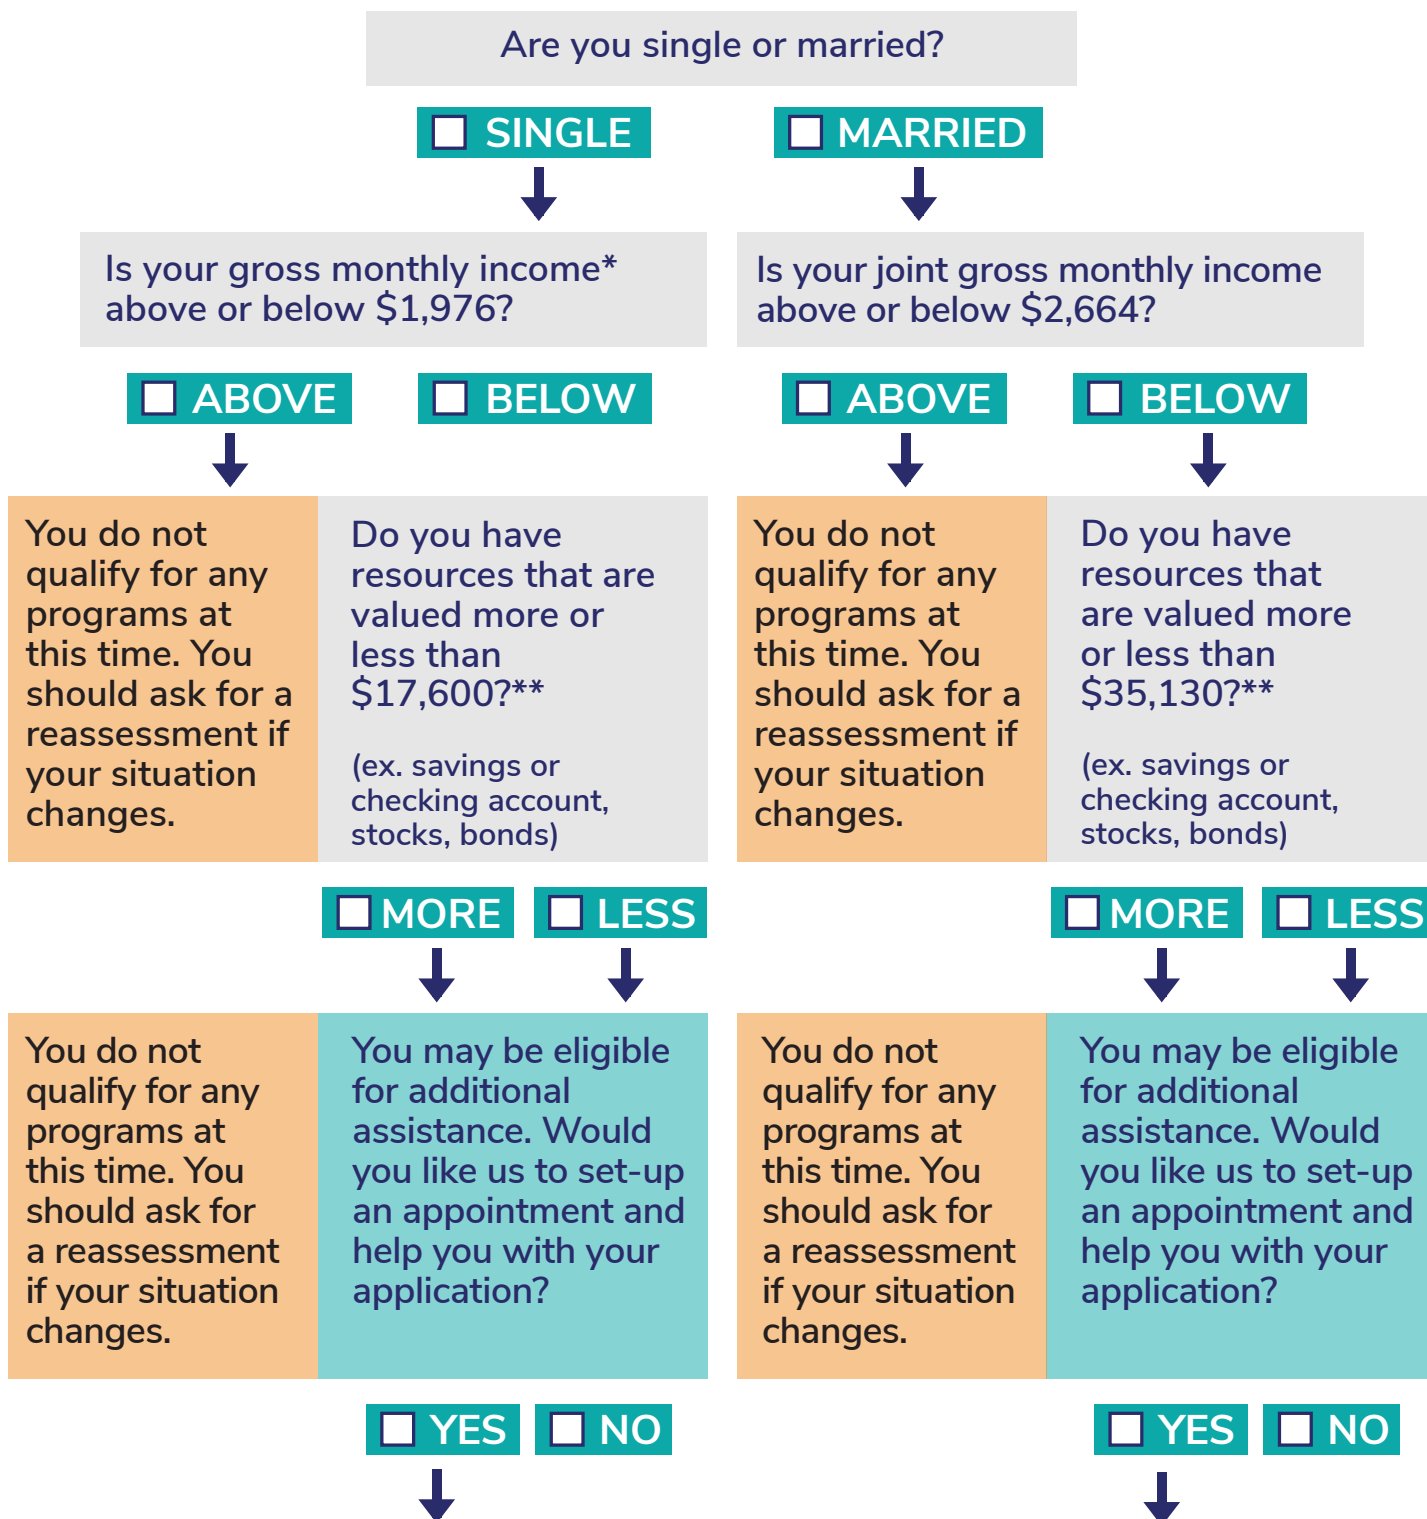 Are you single or married?
SINGLE
MARRIED
Is your gross monthly income*
above or below $1,976?
Is your joint gross monthly income
above or below $2,664?
ABOVE
BELOW
ABOVE
BELOW
You do not
qualify for any
programs at
this time. You
should ask for a
reassessment if
your situation
changes.
Do you have
resources that are
valued more or
less than
$17,600?**
(ex. savings or
checking account,
stocks, bonds)
You do not
qualify for any
programs at
this time. You
should ask for a
reassessment if
your situation
changes.
Do you have
resources that
are valued more
or less than
$35,130?**
(ex. savings or
checking account,
stocks, bonds)
MORE
LESS
MORE
LESS
You do not
qualify for any
programs at
this time. You
should ask for
a reassessment
if your situation
changes.
You may be eligible
for additional
assistance. Would
you like us to set-up
an appointment and
help you with your
application?
You do not
qualify for any
programs at
this time. You
should ask for
a reassessment
if your situation
changes.
You may be eligible
for additional
assistance. Would
you like us to set-up
an appointment and
help you with your
application?
YES
NO
YES
NO